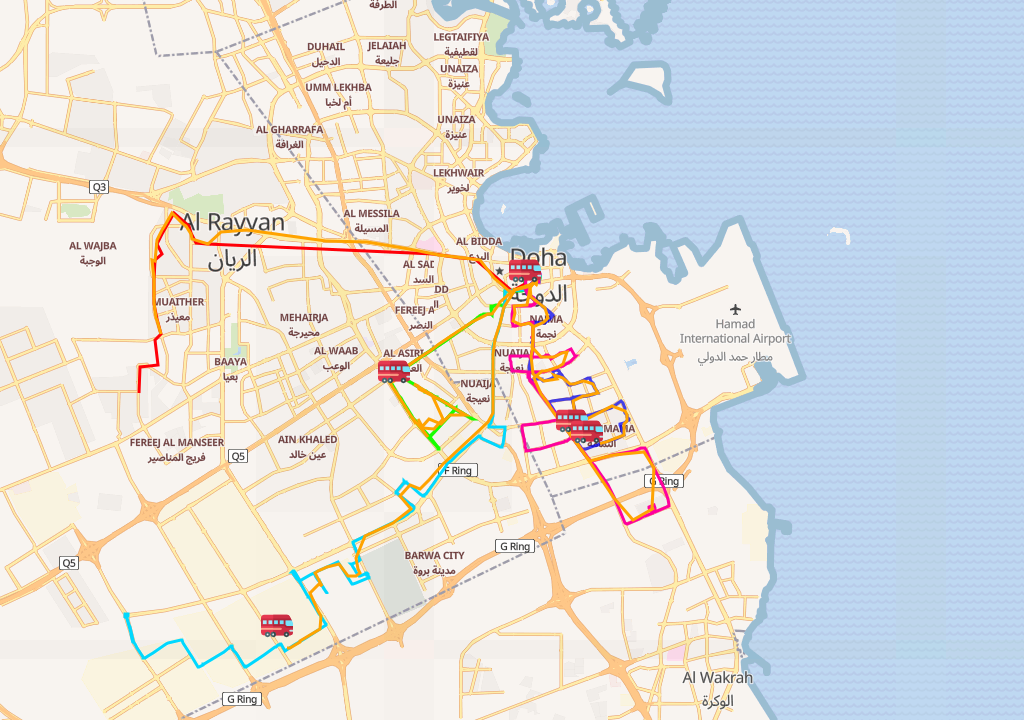 الطرفة
LEGTAIFIYA
لقطيفية
DUHAIL
الدحيل
JELAIAH
جليعة
UNAIZA
عنيزة
UMM LEKHBA
أم لخبا
UNAIZA
عنيزة
AL GHARRAFA
الغرافة
LEKHWAIR
لخوير
Q3
AL MESSILA
المسيلة
Al Rayyan
الريان
AL WAJBA
الوجبة
AL BIDDA
البدع
Doha
الدوحة
AL SAD
السد
DD
MUAITHER
معيذر
MEHAIRJA
محيرجة
FEREEJ A
النصر
NAJMA
نجمة
Hamad
International Airport
مطار حمد الدولي
AL WAAB
الوعب
AL ASIRI
NUAIJA
نعيجة
BAAYA
بعيا
NUAIJA
نعيجة
MAMA
FEREEJ AL MANSEER
فريج المناصير
AIN KHALED
عين خالد
Q5
F Ring
G Ring
G Ring
BARWA CITY
مدينة بروة
Q5
Al Wakrah
الوكرة
G Ring